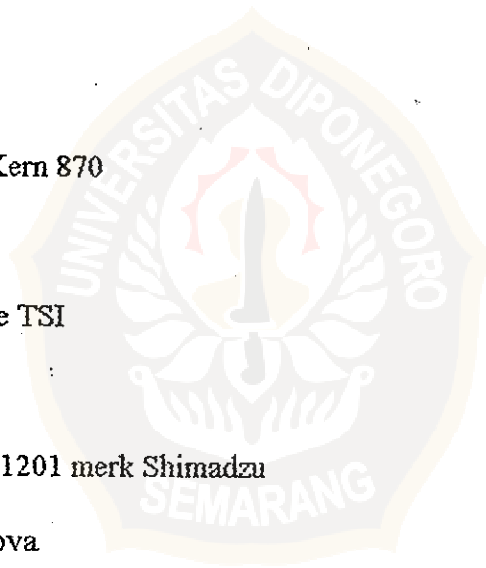 Kern 870
e TSI
:
1201 merk Shimadzu
ova
UNIVERSITAS DIPONEGORO
SEMARANG